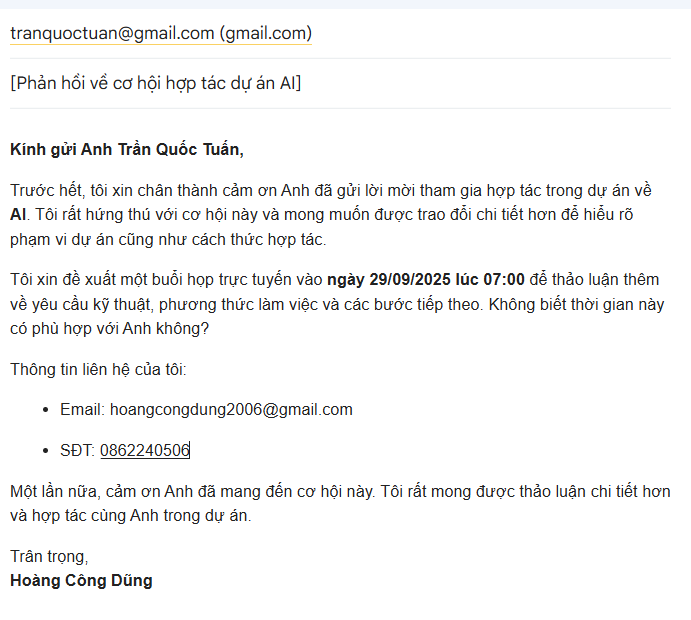 tranquoctuan@gmail.com (gmail.com)
[Phản hồi về cơ hội hợp tác dự án AI]
Kính gửi Anh Trần Quốc Tuấn,
Trước hết, tôi xin chân thành cảm ơn Anh đã gửi lời mời tham gia hợp tác trong dự án về
AI. Tôi rất hứng thú với cơ hội này và mong muốn được trao đổi chi tiết hơn để hiểu rõ
phạm vi dự án cũng như cách thức hợp tác.
Tôi xin đề xuất một buổi họp trực tuyến vào ngày 29/09/2025 lúc 07:00 để thảo luận thêm
về yêu cầu kỹ thuật, phương thức làm việc và các bước tiếp theo. Không biết thời gian này
có phù hợp với Anh không?
Thông tin liên hệ của tôi:
• Email: hoangcongdung2006@gmail.com
• SĐT: 0862240506
Một lần nữa, cảm ơn Anh đã mang đến cơ hội này. Tôi rất mong được thảo luận chi tiết hơn
và hợp tác cùng Anh trong dự án.
Trân trọng,
Hoàng Công Dũng